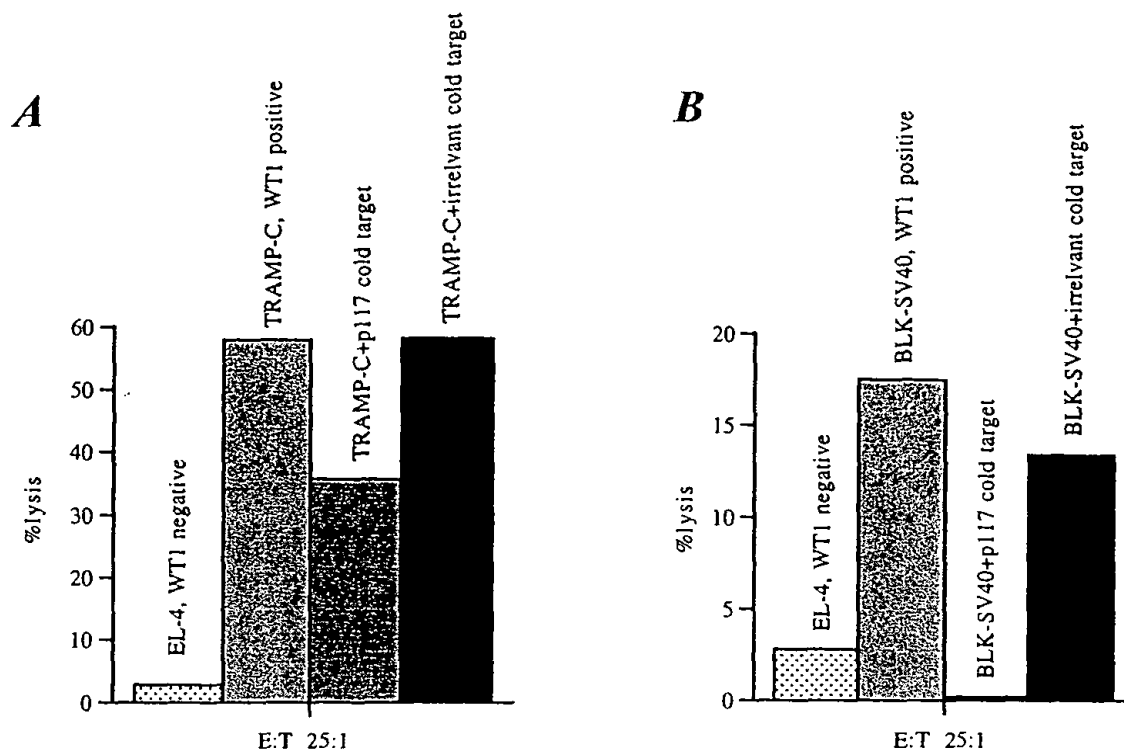 A
%lysis
60
50
40
30
20
10
0
EL-4, WT1 negative
TRAMP-C, WT1 positive
TRAMP-C+p117 cold target
TRAMP-C+irrelvant cold target
E:T 25:1
B
%lysis
20
15
10
5
0
EL-4, WT1 negative
BLK-SV40, WT1 positive
BLK-SV40+p117 cold target
BLK-SV40+irrelvant cold target
E:T 25:1